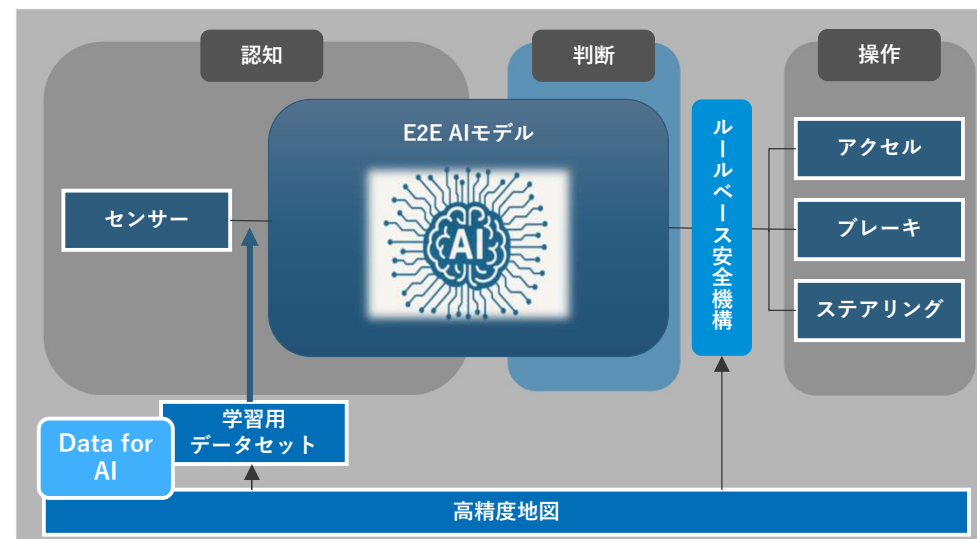 認知
判断
操作
E2E AIモデル
AI
センサー
ルールベース安全機構
アクセル
ブレーキ
ステアリング
学習用
データセット
Data for
AI
高精度地図